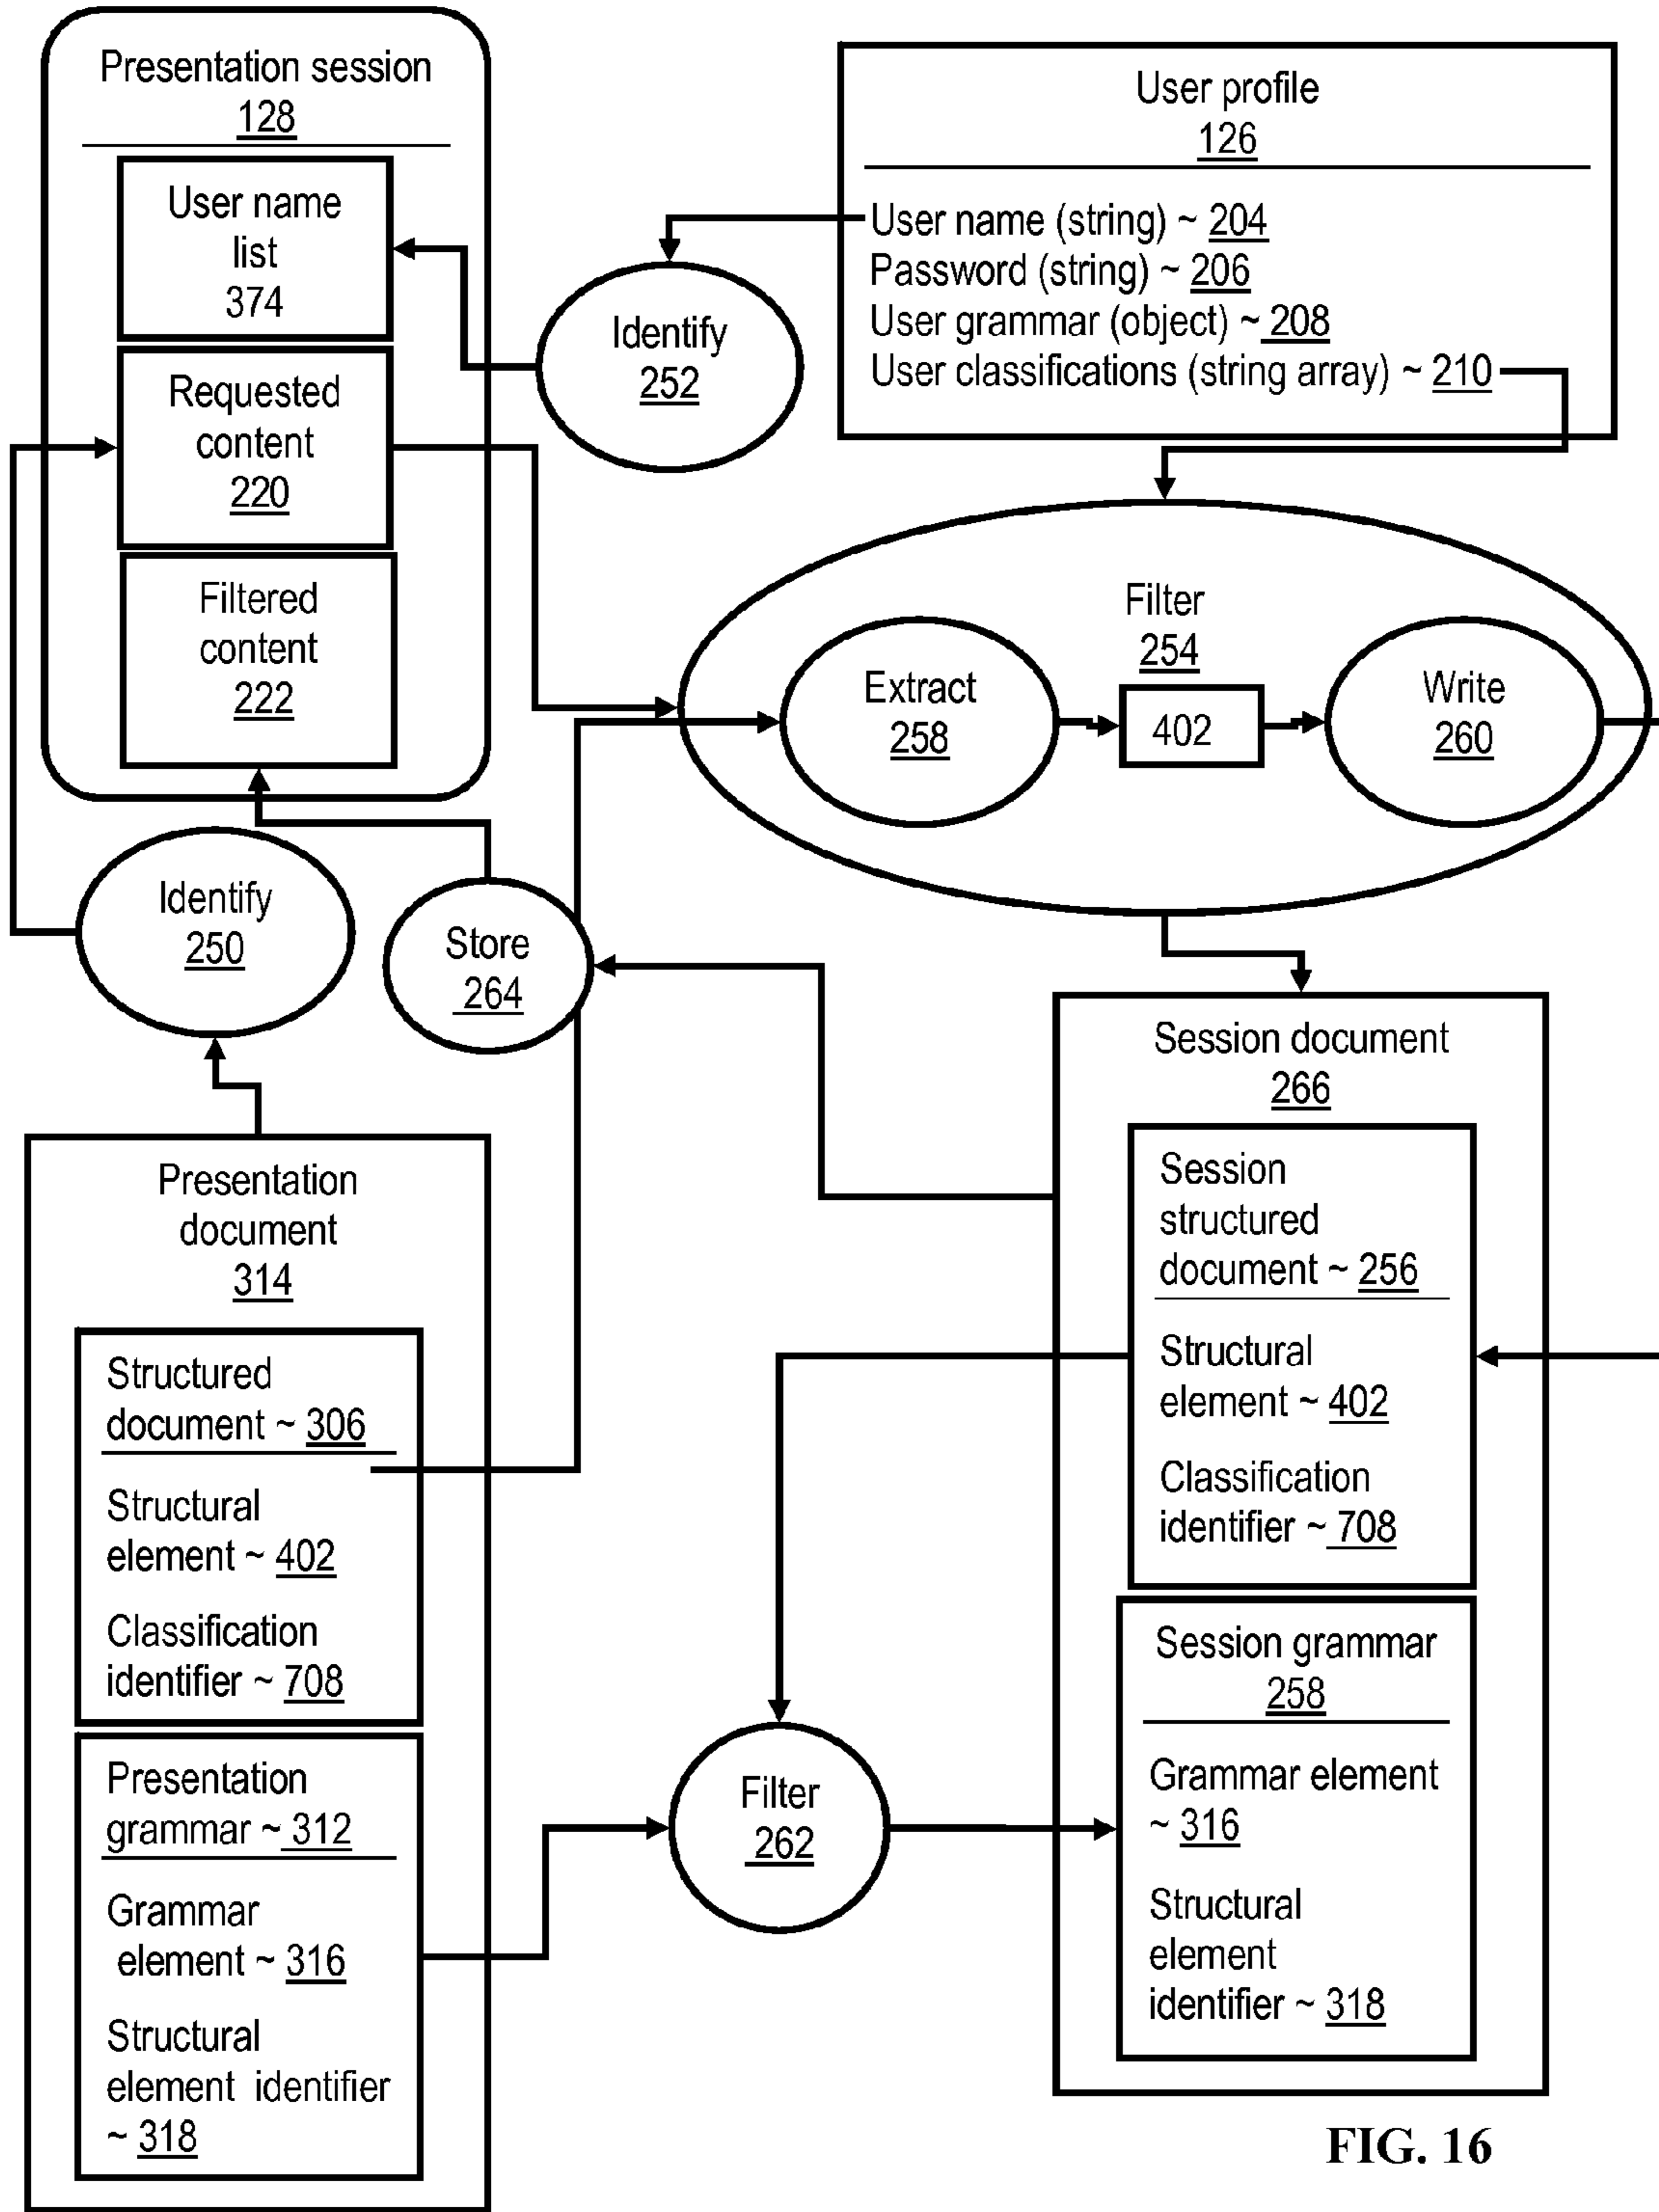 Presentation session
128
User name
list
374
Requested
content
220
Filtered
content
222
User profile
126
User name (string) ~ 204
Password (string) ~ 206
User grammar (object) ~ 208
User classifications (string array) ~ 210
Identify
252
Filter
254
Extract
258
402
Write
260
Identify
250
Store
264
Presentation
document
314
Structured
document ~ 306
Structural
element ~ 402
Classification
identifier ~ 708
Presentation
grammar ~ 312
Grammar
element ~ 316
Structural
element identifier
~ 318
Filter
262
Session document
266
Session
structured
document ~ 256
Structural
element ~ 402
Classification
identifier ~ 708
Session grammar
258
Grammar element
~ 316
Structural
element
identifier ~ 318
FIG. 16